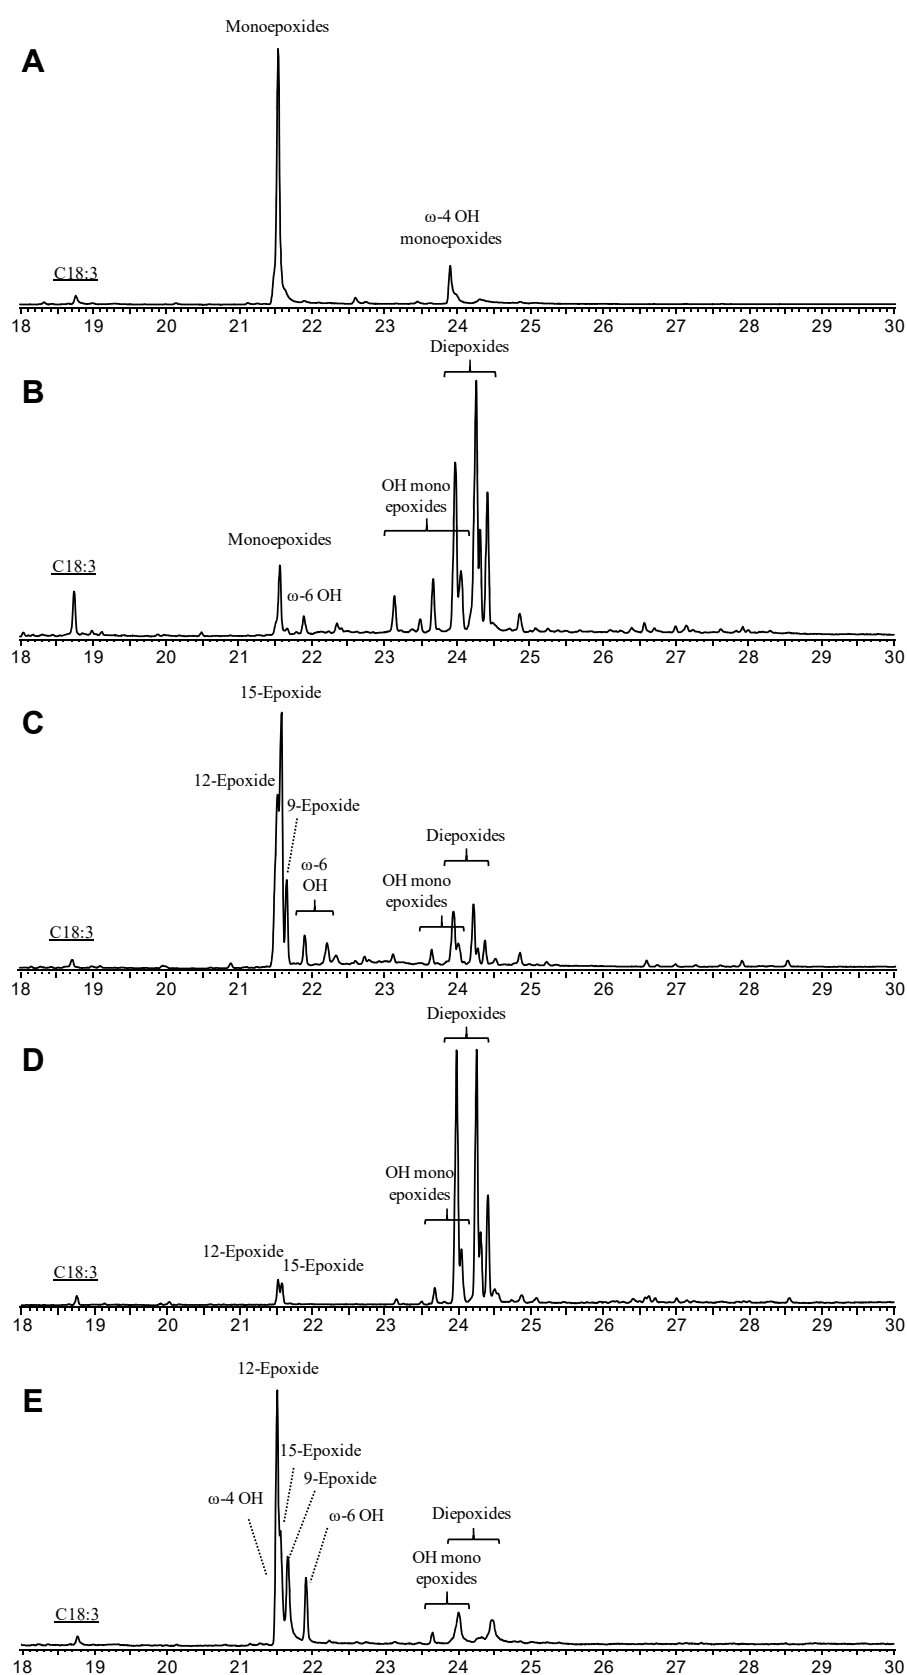 Monoepoxides
A
ω-4 OH
monoepoxides
C18:3
18 19 20 21 22 23 24 25 26 27 28 29 30
Diepoxides
B
OH mono
epoxides
Monoepoxides
C18:3
ω-6 OH
18 19 20 21 22 23 24 25 26 27 28 29 30
15-Epoxide
C
12-Epoxide
9-Epoxide
Diepoxides
ω-6
OH
OH mono
epoxides
C18:3
18 19 20 21 22 23 24 25 26 27 28 29 30
Diepoxides
D
OH mono
epoxides
12-Epoxide
15-Epoxide
C18:3
18 19 20 21 22 23 24 25 26 27 28 29 30
12-Epoxide
E
15-Epoxide
9-Epoxide
ω-4 OH
ω-6 OH
Diepoxides
OH mono
epoxides
C18:3
18 19 20 21 22 23 24 25 26 27 28 29 30